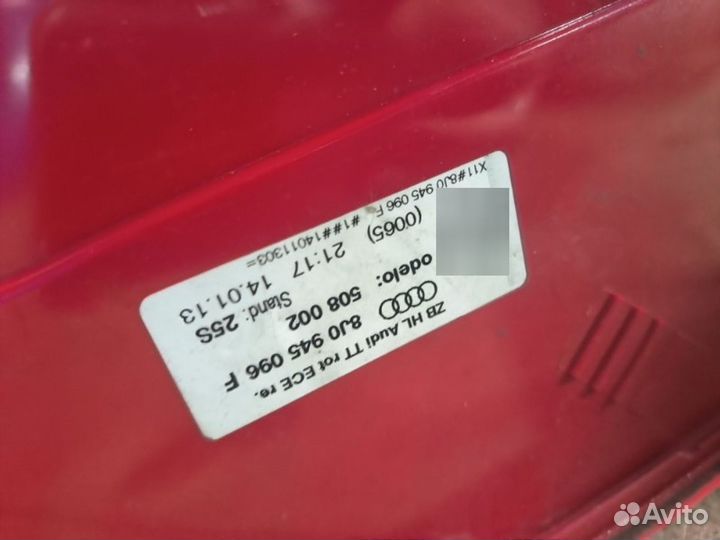 ZB HL Audi TT rot ECE re.
8J0 945 096 F
odelo: 508 002
Stand: 25S
(0065) 21:17 14.01.13
X11#8J0 945 096 F #1##14011303=
Avito